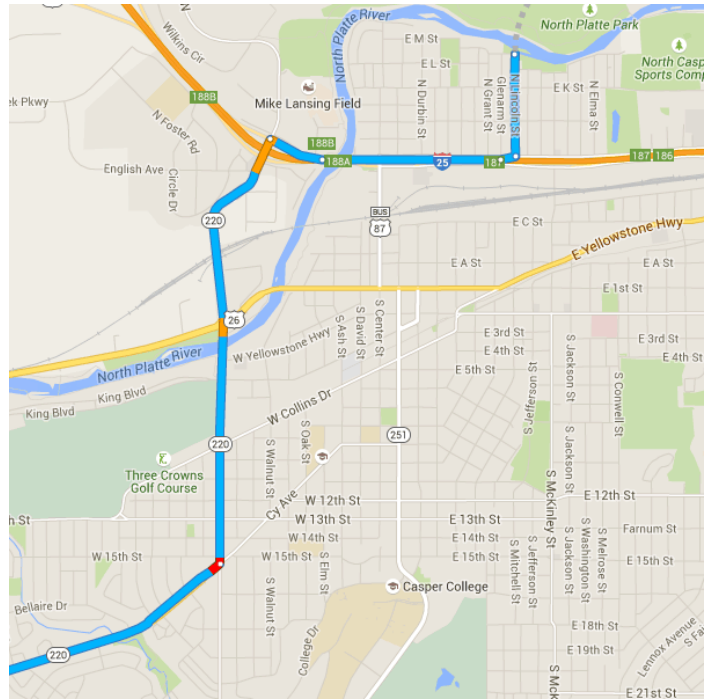 North Platte Park
North Casp
Sports Comp
Wilkins Cir
N
North Platte River
E M St
E L St
N Durbin St
N Grant St
Glenarm St
N Lincoln St
E K St
N Elma St
ek Pkwy
188B
Mike Lansing Field
N Foster Rd
188B
188A
25
187
187
186
English Ave
Circle Dr
220
BUS
87
E C St
E Yellowstone Hwy
E A St
E A St
E 1st St
26
S Ash St
S David St
S Center St
W Yellowstone Hwy
E 3rd St
E 3rd St
E 4th St
E 4th St
E 5th St
North Platte River
King Blvd
King Blvd
W Collins Dr
S Jefferson St
S Jackson St
S Conwell St
220
251
S Oak St
S Walnut St
Three Crowns
Golf Course
Cy Ave
S McKinley St
S Jackson St
W 12th St
E 12th St
th St
W 13th St
E 13th St
Farnum St
W 14th St
E 14th St
W 15th St
W 15th St
E 15th St
E 15th St
S Elm St
S Mitchell St
S Jefferson St
S Jackson St
S Washington St
S Melrose St
Casper College
Bellaire Dr
S Walnut St
College Dr
E 18th St
E 19th St
Lennox Avenue
S Fa
220
S McK
E 21st St